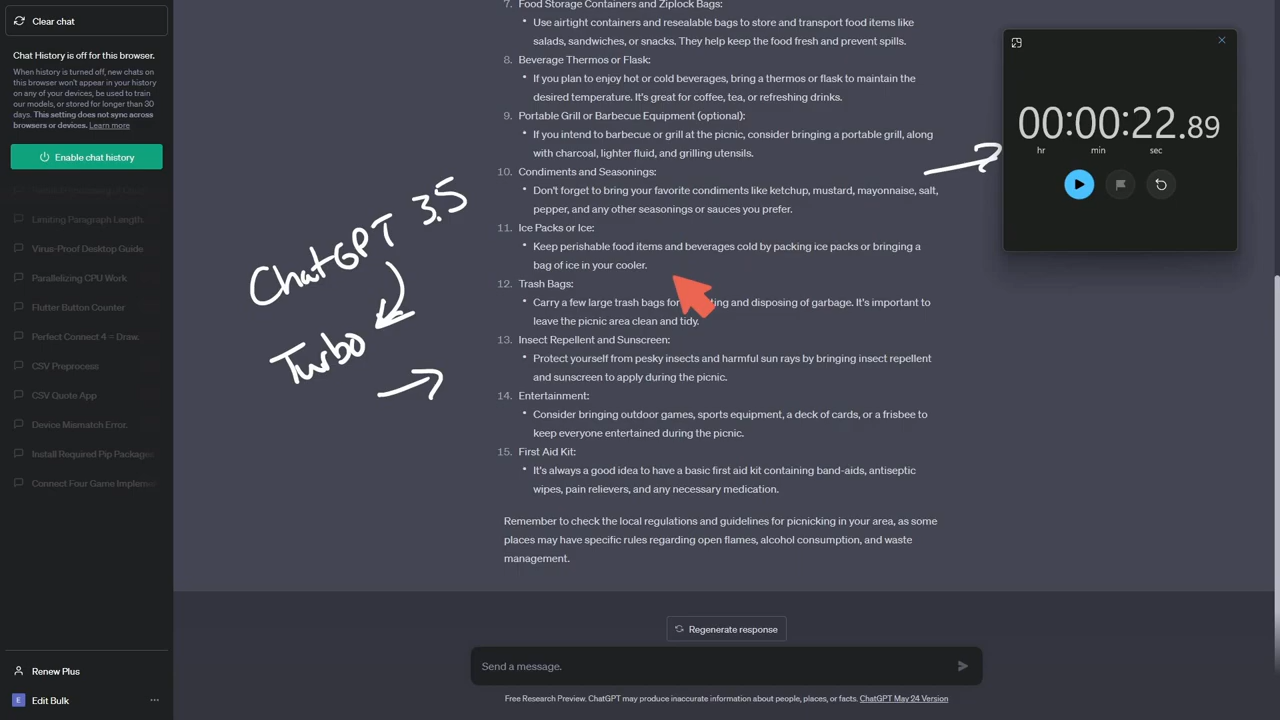 Clear chat
Chat History is off for this browser.
When history is turned off, new chats on
this browser won't appear in your history
on any of your devices, be used to train
our models, or stored for longer than 30
days. This setting does not sync across
browsers or devices. Learn more
Enable chat history
Limiting Paragraph Length.
Virus-Proof Desktop Guide
Parallelizing CPU Work
Flutter Button Counter
Perfect Connect 4 = Draw.
CSV Preprocess
CSV Quote App
Device Mismatch Error.
Install Required Pip Packages
Connect Four Game Implemen
Renew Plus
E Edit Bulk
ChatGPT 3.5
Turbo
7. Food Storage Containers and Ziplock Bags:
• Use airtight containers and resealable bags to store and transport food items like
salads, sandwiches, or snacks. They help keep the food fresh and prevent spills.
8. Beverage Thermos or Flask:
• If you plan to enjoy hot or cold beverages, bring a thermos or flask to maintain the
desired temperature. It's great for coffee, tea, or refreshing drinks.
9. Portable Grill or Barbecue Equipment (optional):
• If you intend to barbecue or grill at the picnic, consider bringing a portable grill, along
with charcoal, lighter fluid, and grilling utensils.
10. Condiments and Seasonings:
• Don't forget to bring your favorite condiments like ketchup, mustard, mayonnaise, salt,
pepper, and any other seasonings or sauces you prefer.
11. Ice Packs or Ice:
• Keep perishable food items and beverages cold by packing ice packs or bringing a
bag of ice in your cooler.
12. Trash Bags:
• Carry a few large trash bags for ting and disposing of garbage. It's important to
leave the picnic area clean and tidy.
13. Insect Repellent and Sunscreen:
• Protect yourself from pesky insects and harmful sun rays by bringing insect repellent
and sunscreen to apply during the picnic.
14. Entertainment:
• Consider bringing outdoor games, sports equipment, a deck of cards, or a frisbee to
keep everyone entertained during the picnic.
15. First Aid Kit:
• It's always a good idea to have a basic first aid kit containing band-aids, antiseptic
wipes, pain relievers, and any necessary medication.
Remember to check the local regulations and guidelines for picnicking in your area, as some
places may have specific rules regarding open flames, alcohol consumption, and waste
management.
Regenerate response
Send a message.
Free Research Preview. ChatGPT may produce inaccurate information about people, places, or facts. ChatGPT May 24 Version
00:00:22.89
hr min sec